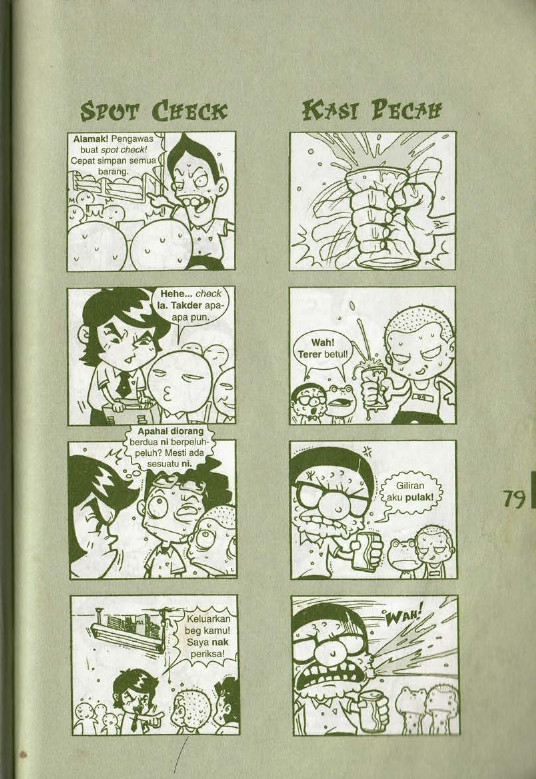 SPOT CHECK
Alamak! Pengawas
buat spot check!
Cepat simpan semua
barang.
Hehe... check
la. Takder apa-
apa pun.
Apahal diorang
berdua ni berpeluh-
peluh? Mesti ada
sesuatu ni.
Keluarkan
beg kamu!
Saya nak
periksa!
KASI PECAH
Wah!
Terer betul!
Giliran
aku pulak!
WAH!
79